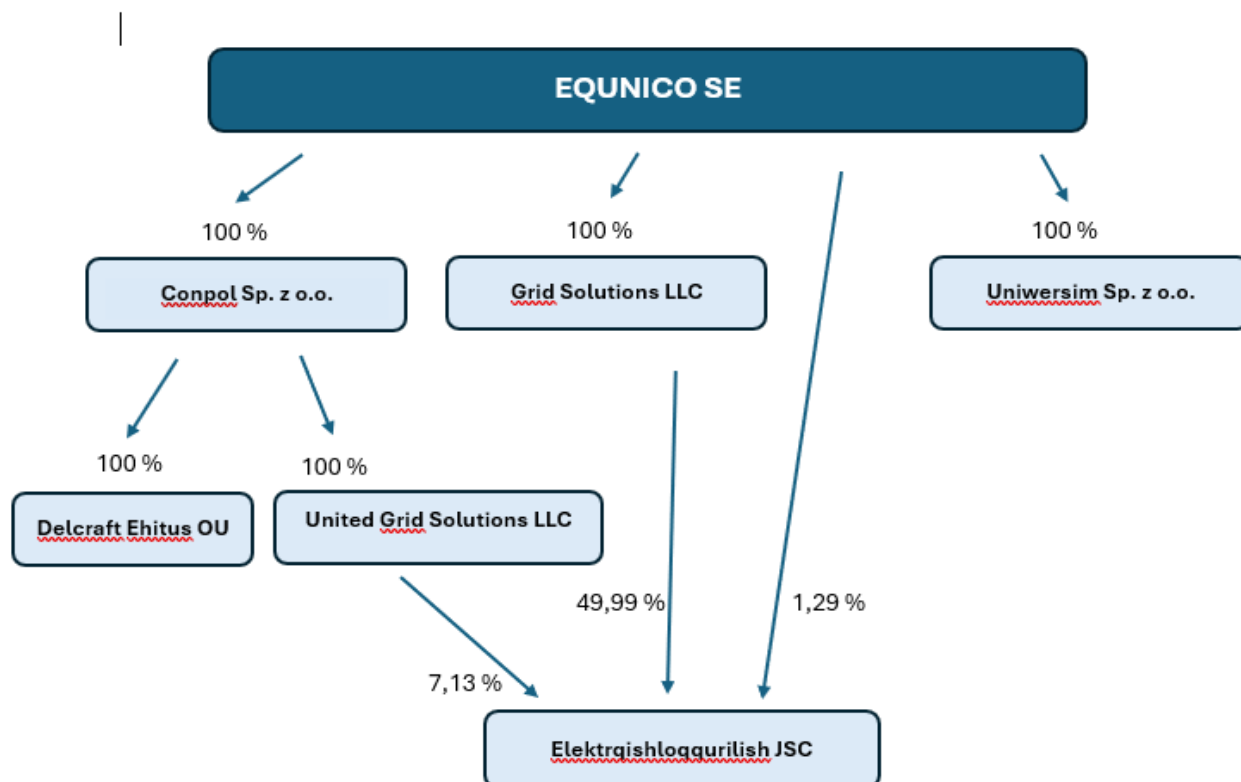 EQUNICO SE
100 %
100 %
100 %
Conpol Sp. z o.o.
Grid Solutions LLC
Uniwersim Sp. z o.o.
100 %
100 %
Delcraft Ehitus OU
United Grid Solutions LLC
49,99 %
1,29 %
7,13 %
Elektrqishloqqurilish JSC